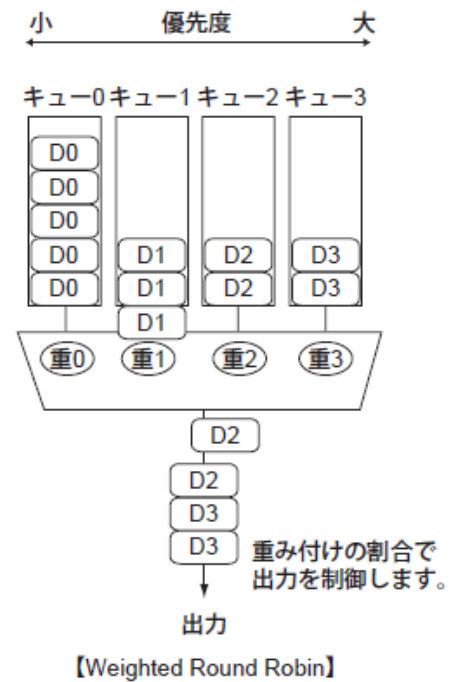 小 優先度 大
キュー0 キュー1 キュー2 キュー3
D0
D0
D0
D0 D1 D2 D3
D0 D1 D2 D3
D1
重0 重1 重2 重3
D2
D2
D3
D3
重み付けの割合で
出力を制御します。
出力
【Weighted Round Robin】